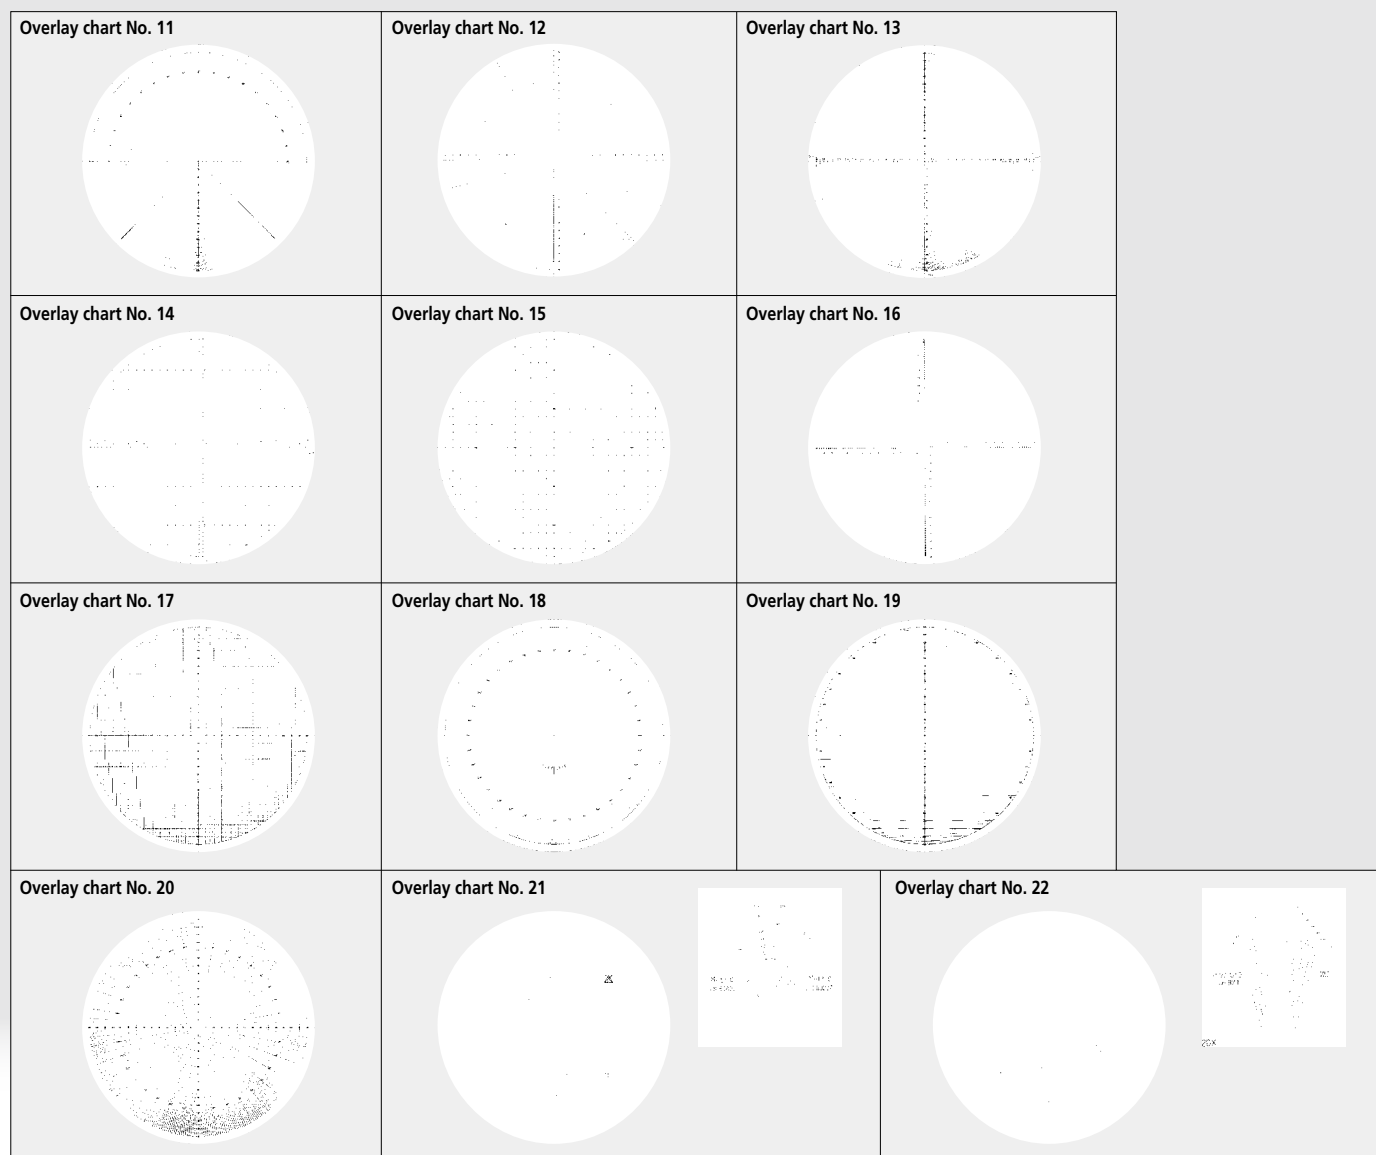 Overlay chart No. 11
Overlay chart No. 12
Overlay chart No. 13
Overlay chart No. 14
Overlay chart No. 15
Overlay chart No. 16
Overlay chart No. 17
Overlay chart No. 18
Overlay chart No. 19
Overlay chart No. 20
Overlay chart No. 21
Overlay chart No. 22
20X